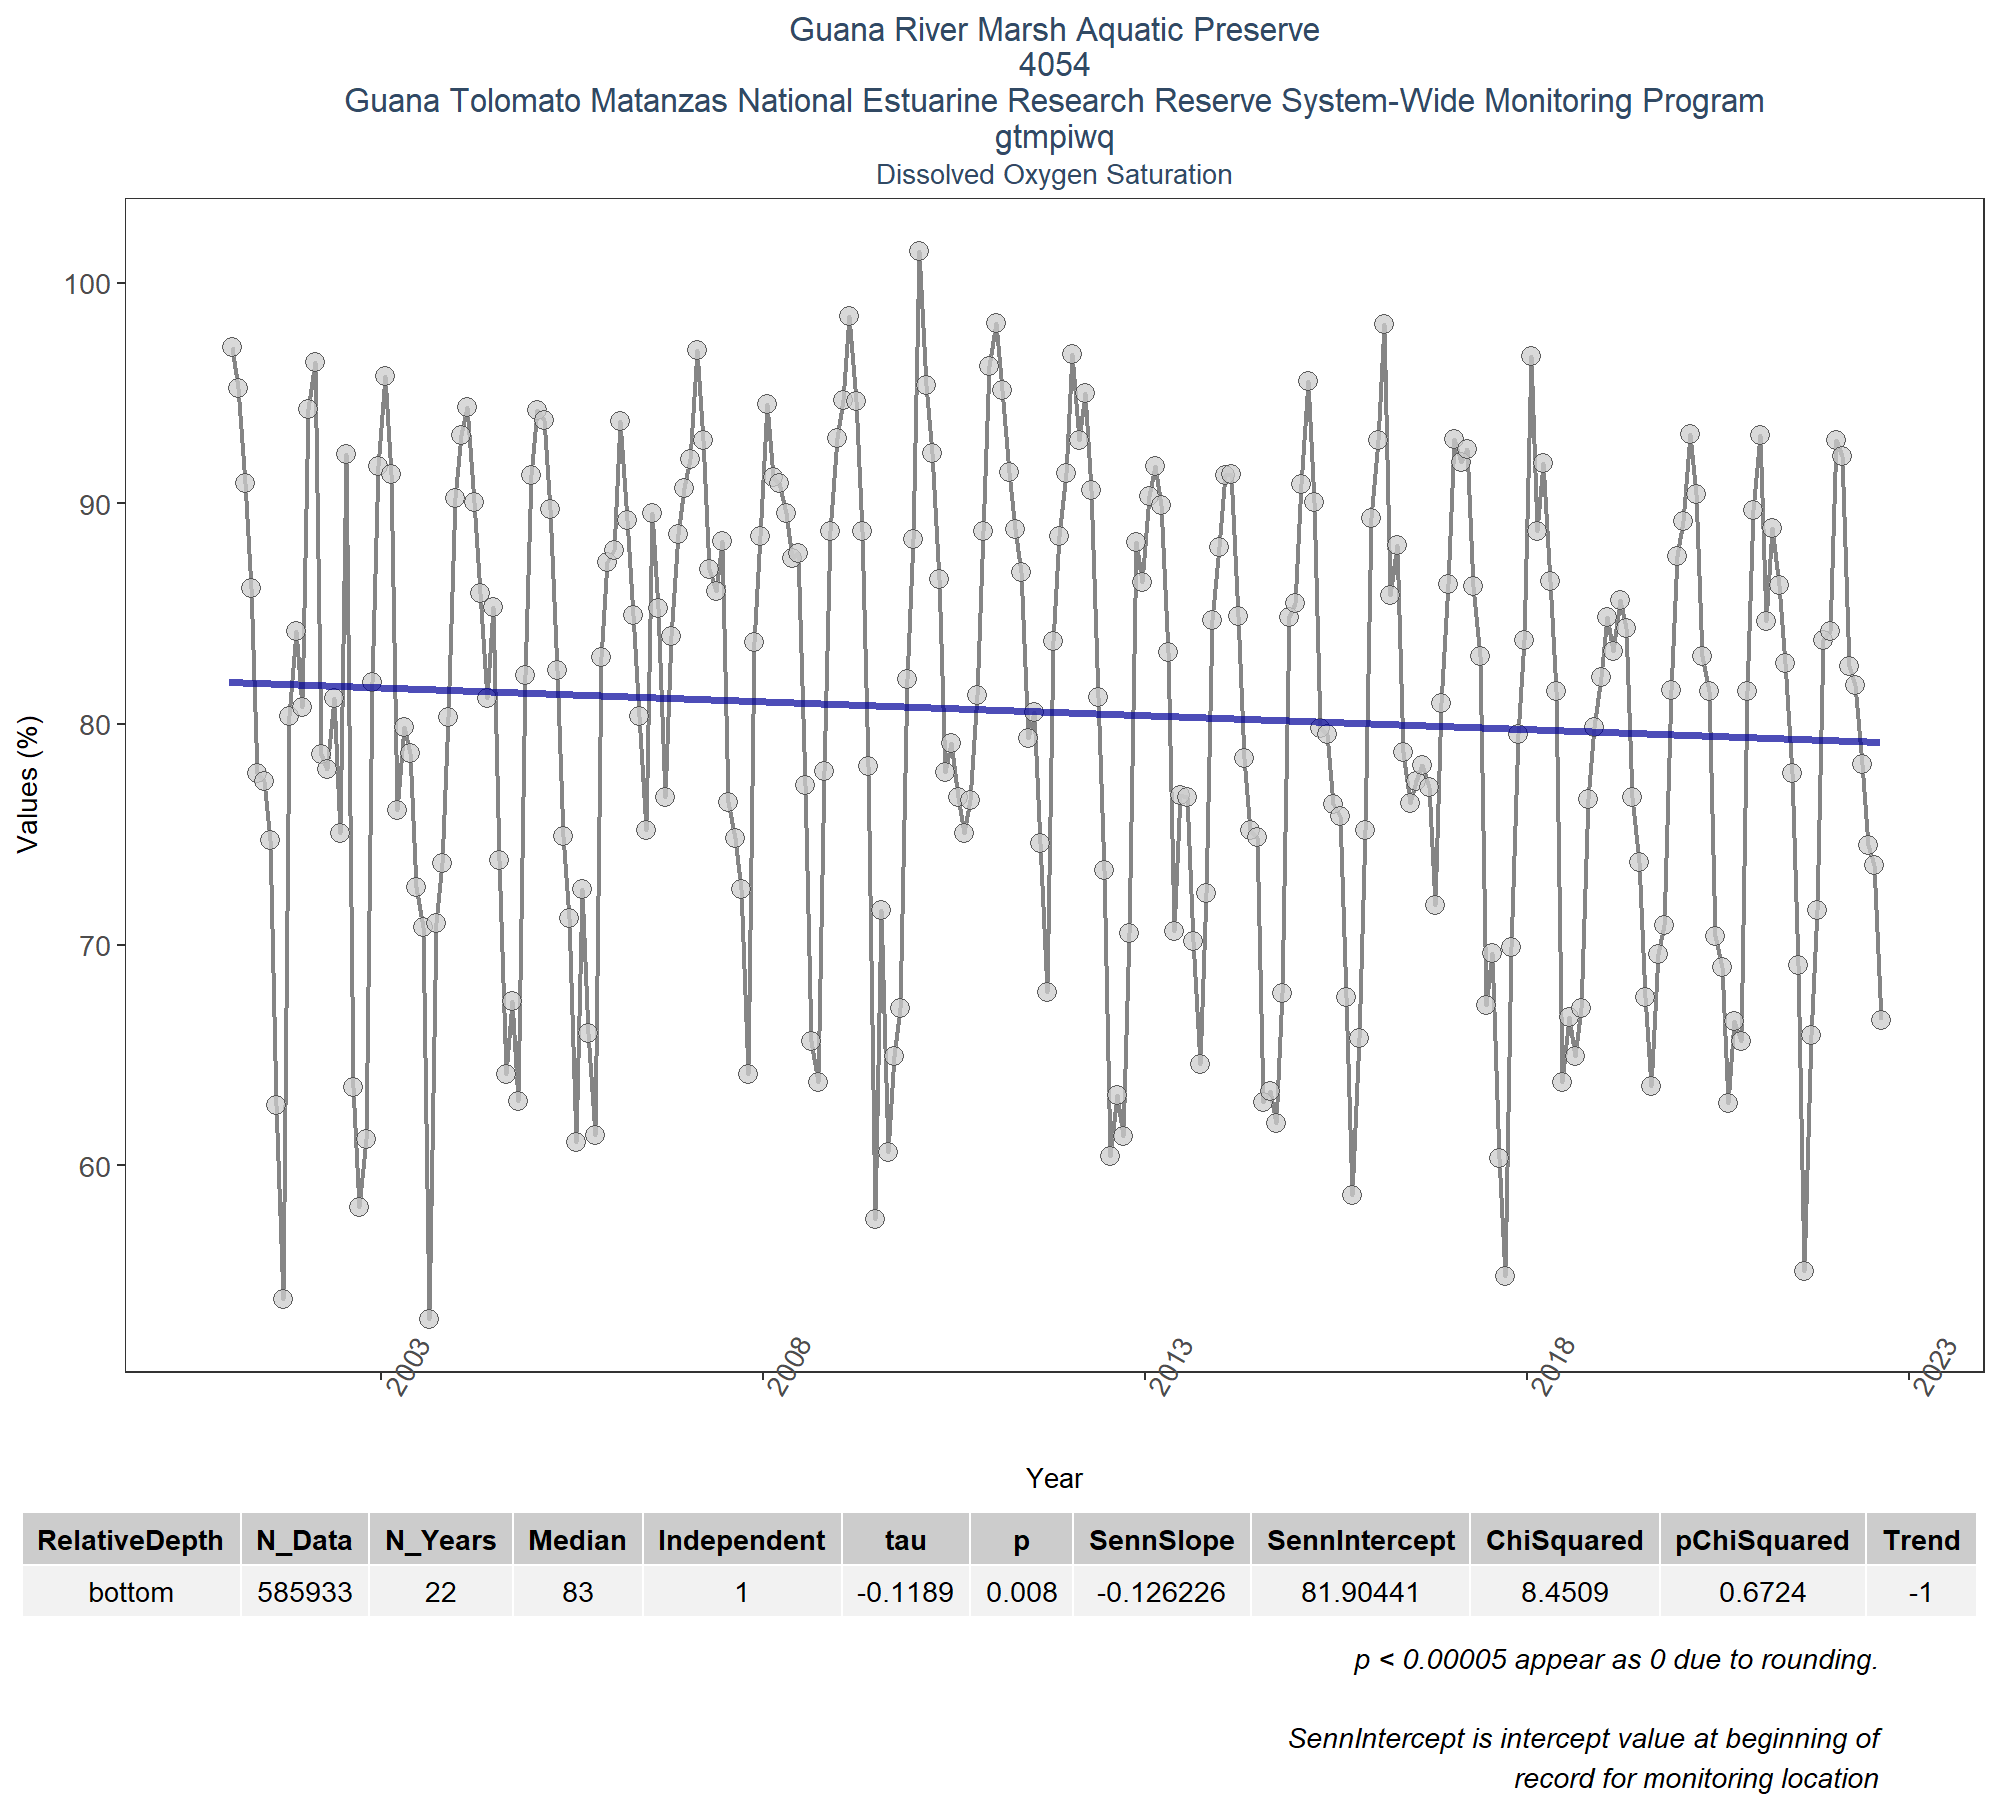 Guana River Marsh Aquatic Preserve
4054
Guana Tolomato Matanzas National Estuarine Research Reserve System-Wide Monitoring Program
gtmpiwq
Dissolved Oxygen Saturation
Values (%)
100
90
80
70
60
2003
2008
2013
2018
2023
Year
RelativeDepth N_Data N_Years Median Independent tau p SennSlope SennIntercept ChiSquared pChiSquared Trend
bottom 585933 22 83 1 -0.1189 0.008 -0.126226 81.90441 8.4509 0.6724 -1
p < 0.00005 appear as 0 due to rounding.
SennIntercept is intercept value at beginning of
record for monitoring location